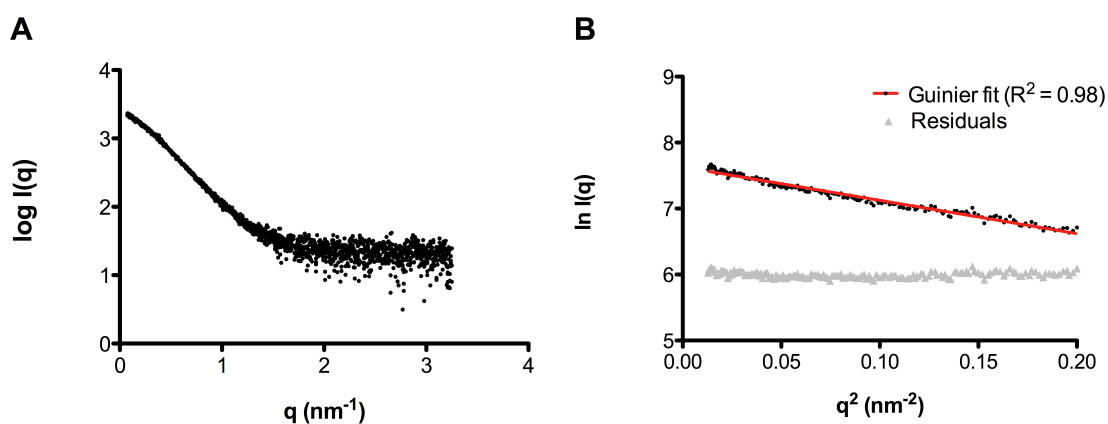 A
4
3
2
1
0
0 1 2 3 4
log I(q)
q (nm⁻¹)
B
9
8
7
6
5
0.00 0.05 0.10 0.15 0.20
ln I(q)
q² (nm⁻²)
Guinier fit (R² = 0.98)
Residuals